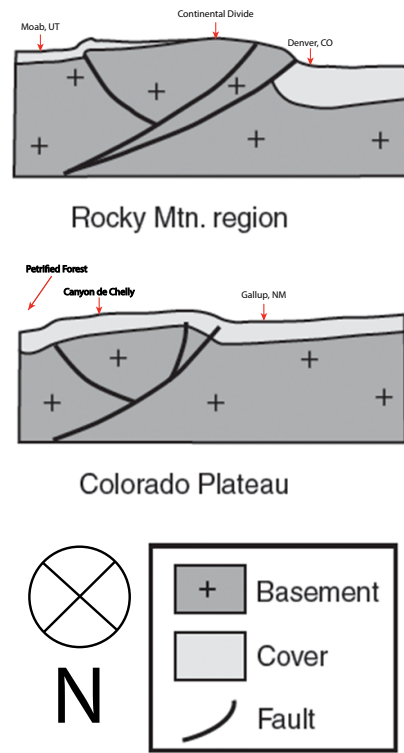 Continental Divide
Moab, UT
Denver, CO
Rocky Mtn. region
Petrified Forest
Canyon de Chelly
Gallup, NM
Colorado Plateau
Basement
Cover
Fault
N